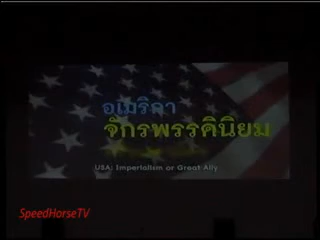 อเมริกา
จักรพรรดินิยม
USA: Imperialism or Great Ally
SpeedHorseTV